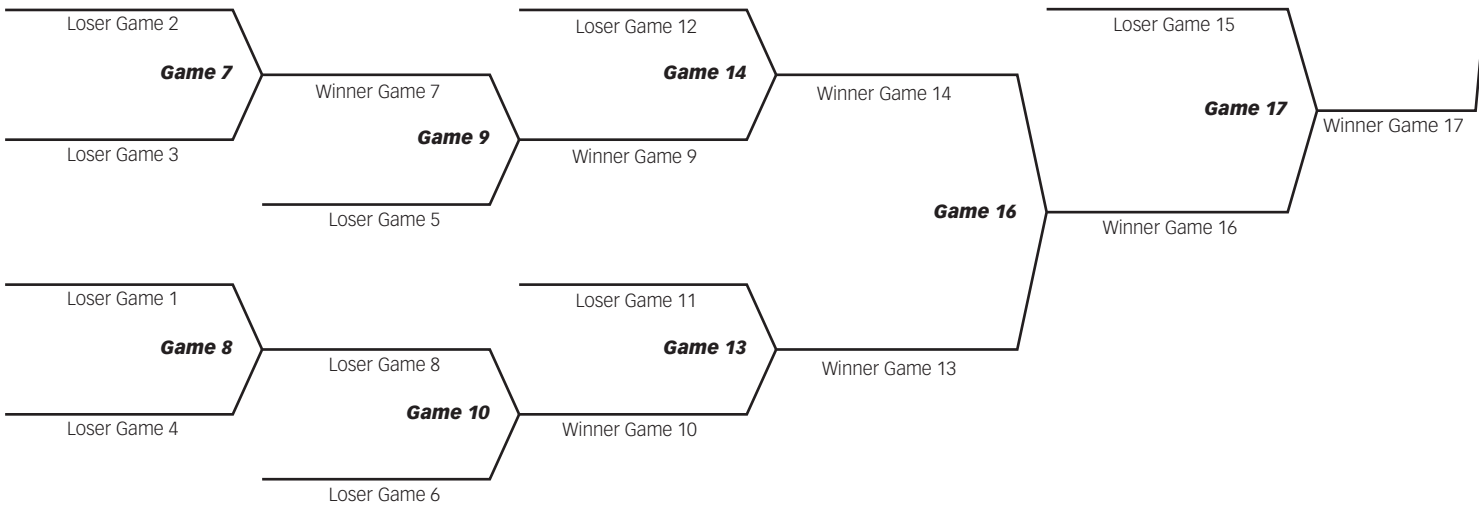 Loser Game 2
Game 7
Loser Game 3
Winner Game 7
Game 9
Loser Game 5
Loser Game 12
Game 14
Winner Game 9
Winner Game 14
Game 16
Loser Game 15
Game 17
Winner Game 17
Winner Game 16
Loser Game 1
Game 8
Loser Game 4
Loser Game 8
Game 10
Loser Game 6
Loser Game 11
Game 13
Winner Game 10
Winner Game 13